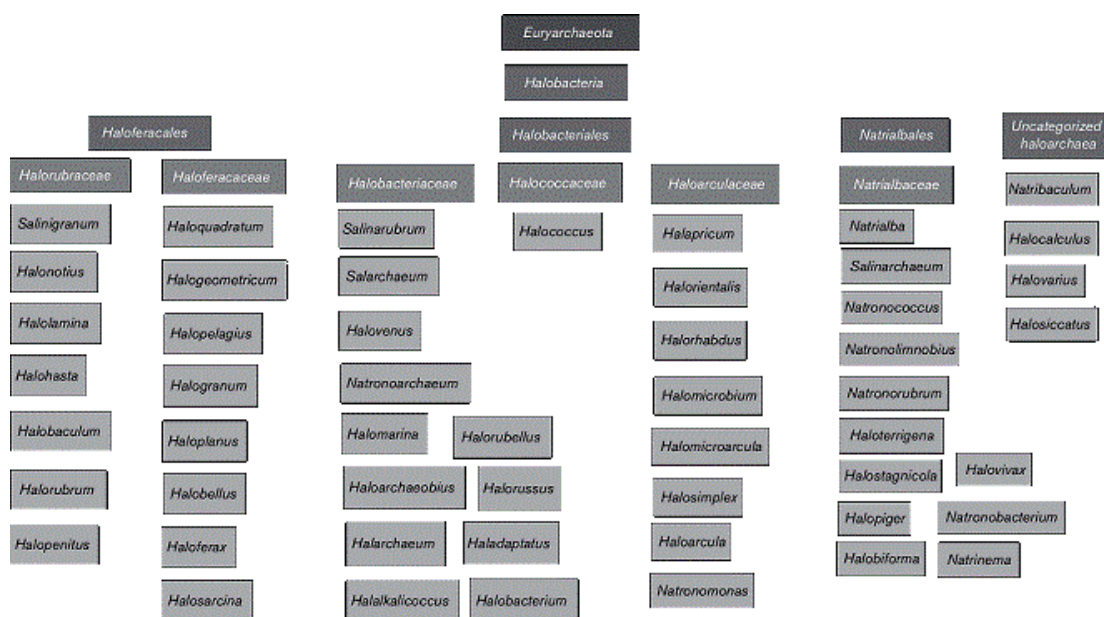 Euryarchaeota
Halobacteria
Haloferacales
Halobacteriales
Natrialbales
Uncategorized
haloarchaea
Halorubraceae
Haloferacaceae
Halobacteriaceae
Halococcaceae
Haloarculaceae
Natrialbaceae
Salinigranum
Halonotius
Halolamina
Halohasta
Halobaculum
Halorubrum
Halopenitus
Haloquadratum
Halogeometricum
Halopelagius
Halogranum
Haloplanus
Halobellus
Haloferax
Halosarcina
Salinarubrum
Salarchaeum
Halovenus
Natronoarchaeum
Halomarina
Halorubellus
Haloarchaeobius
Halorussus
Halarchaeum
Haladaptatus
Halalkalicoccus
Halobacterium
Halococcus
Halapricum
Halorientalis
Halorhabdus
Halomicrobium
Halomicroarcula
Halosimplex
Haloarcula
Natronomonas
Natrialba
Salinarchaeum
Natronococcus
Natronolimnobius
Natronorubrum
Haloterrigena
Halostagnicola
Halovivax
Halopiger
Natronobacterium
Halobiforma
Natrinema
Natribaculum
Halocalculus
Halovarius
Halosiccatus